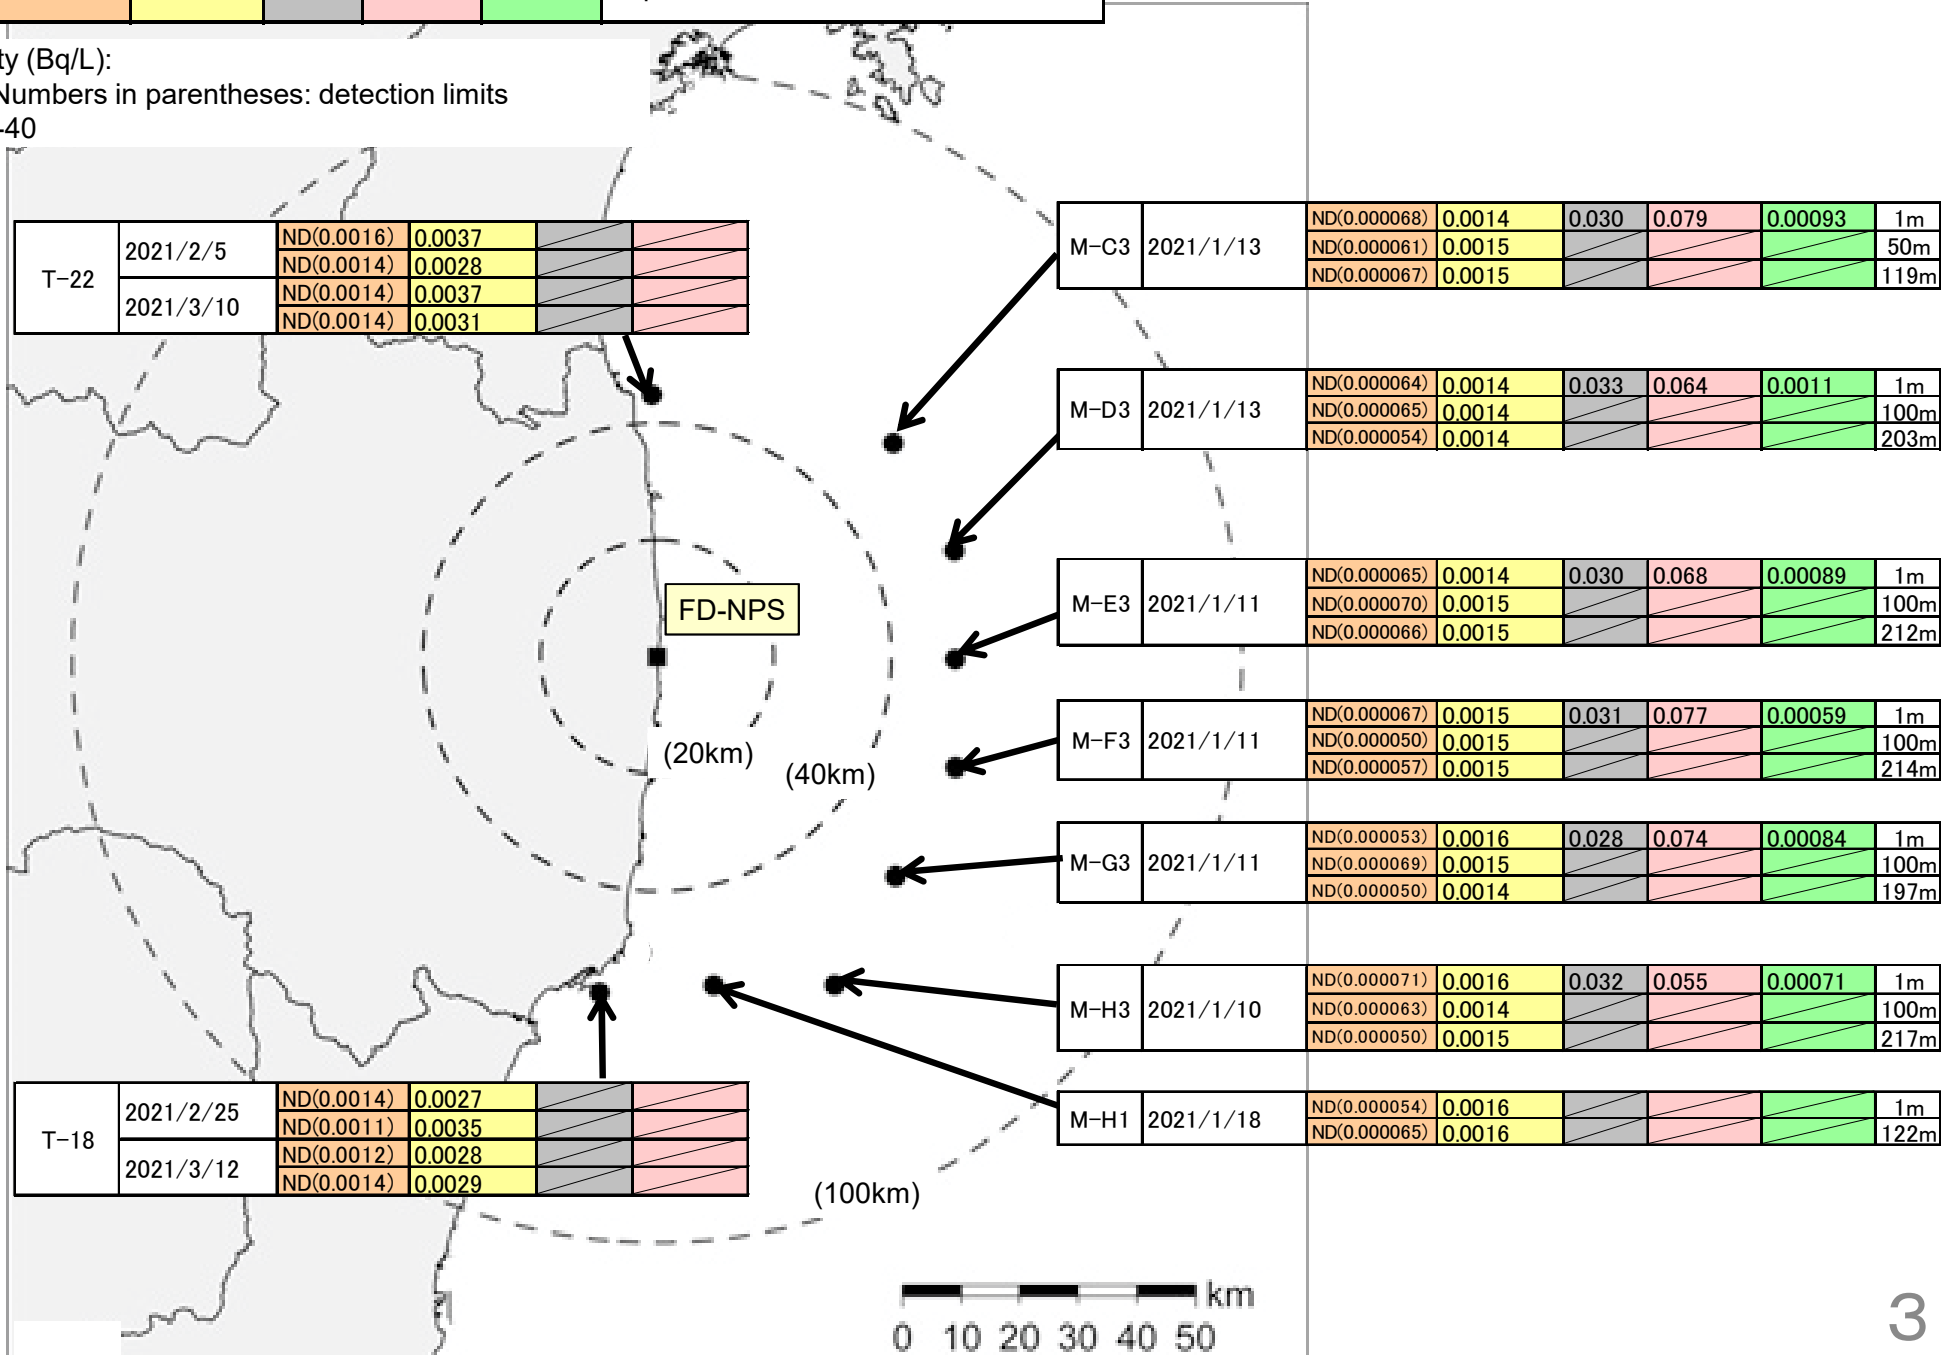 ty (Bq/L):
Numbers in parentheses: detection limits
-40
T-22 2021/2/5 ND(0.0016) 0.0037
ND(0.0014) 0.0028
2021/3/10 ND(0.0014) 0.0037
ND(0.0014) 0.0031
M-C3 2021/1/13 ND(0.000068) 0.0014 0.030 0.079 0.00093 1m
ND(0.000061) 0.0015 50m
ND(0.000067) 0.0015 119m
M-D3 2021/1/13 ND(0.000064) 0.0014 0.033 0.064 0.0011 1m
ND(0.000065) 0.0014 100m
ND(0.000054) 0.0014 203m
M-E3 2021/1/11 ND(0.000065) 0.0014 0.030 0.068 0.00089 1m
ND(0.000070) 0.0015 100m
ND(0.000066) 0.0015 212m
FD-NPS
M-F3 2021/1/11 ND(0.000067) 0.0015 0.031 0.077 0.00059 1m
ND(0.000050) 0.0015 100m
ND(0.000057) 0.0015 214m
(20km)
(40km)
M-G3 2021/1/11 ND(0.000053) 0.0016 0.028 0.074 0.00084 1m
ND(0.000069) 0.0015 100m
ND(0.000050) 0.0014 197m
M-H3 2021/1/10 ND(0.000071) 0.0016 0.032 0.055 0.00071 1m
ND(0.000063) 0.0014 100m
ND(0.000050) 0.0015 217m
M-H1 2021/1/18 ND(0.000054) 0.0016 1m
ND(0.000065) 0.0016 122m
T-18 2021/2/25 ND(0.0014) 0.0027
ND(0.0011) 0.0035
2021/3/12 ND(0.0012) 0.0028
ND(0.0014) 0.0029
(100km)
km
0 10 20 30 40 50
3